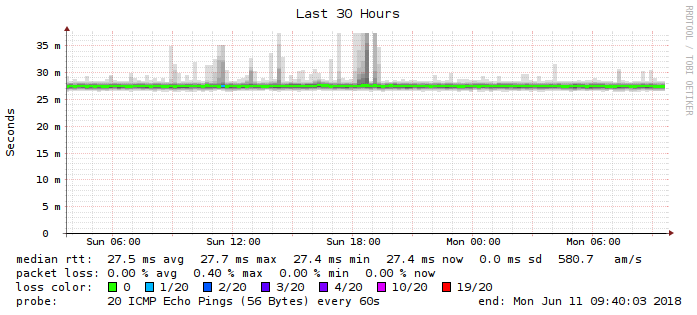 Last 30 Hours
RRDTOOL / TOBI OETIKER
Seconds
35 m
30 m
25 m
20 m
15 m
10 m
5 m
0
Sun 06:00 Sun 12:00 Sun 18:00 Mon 00:00 Mon 06:00
median rtt: 27.5 ms avg 27.7 ms max 27.4 ms min 27.4 ms now 0.0 ms sd 580.7 am/s
packet loss: 0.00 % avg 0.40 % max 0.00 % min 0.00 % now
loss color: 0 1/20 2/20 3/20 4/20 10/20 19/20
probe: 20 ICMP Echo Pings (56 Bytes) every 60s end: Mon Jun 11 09:40:03 2018